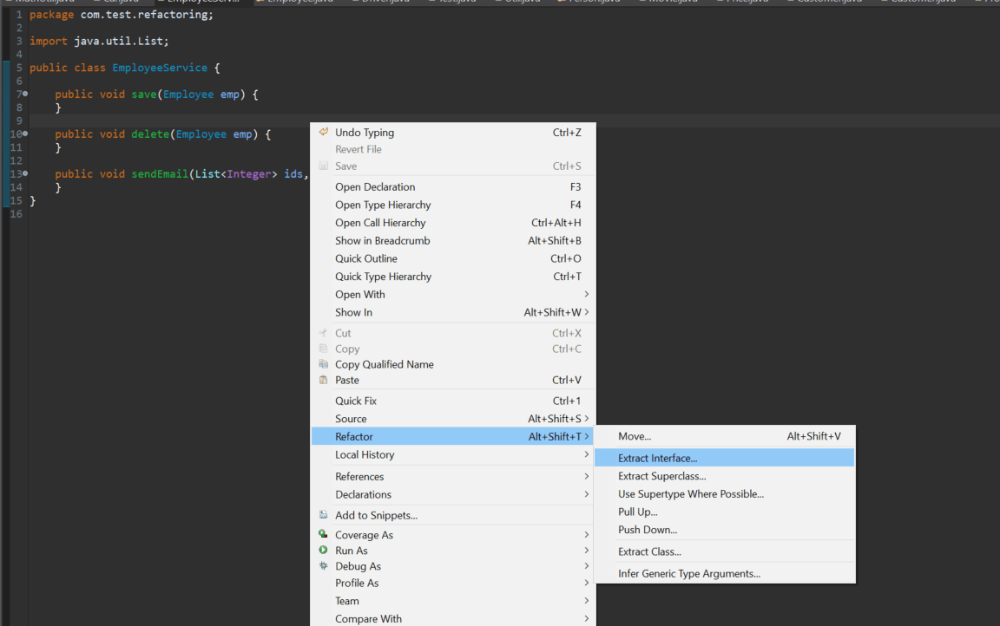 EmployeeServi...
1 package com.test.refactoring;
2
3 import java.util.List;
4
5 public class EmployeeService {
6
7 public void save(Employee emp) {
8 }
9
10 public void delete(Employee emp) {
11 }
12
13 public void sendEmail(List<Integer> ids,
14 }
15 }
16
Undo Typing Ctrl+Z
Revert File
Save Ctrl+S
Open Declaration F3
Open Type Hierarchy F4
Open Call Hierarchy Ctrl+Alt+H
Show in Breadcrumb Alt+Shift+B
Quick Outline Ctrl+O
Quick Type Hierarchy Ctrl+T
Open With >
Show In Alt+Shift+W >
Cut Ctrl+X
Copy Ctrl+C
Copy Qualified Name
Paste Ctrl+V
Quick Fix Ctrl+1
Source Alt+Shift+S >
Refactor Alt+Shift+T >
Local History >
References >
Declarations >
Add to Snippets...
Coverage As >
Run As >
Debug As >
Profile As >
Team >
Compare With >
Move... Alt+Shift+V
Extract Interface...
Extract Superclass...
Use Supertype Where Possible...
Pull Up...
Push Down...
Extract Class...
Infer Generic Type Arguments...